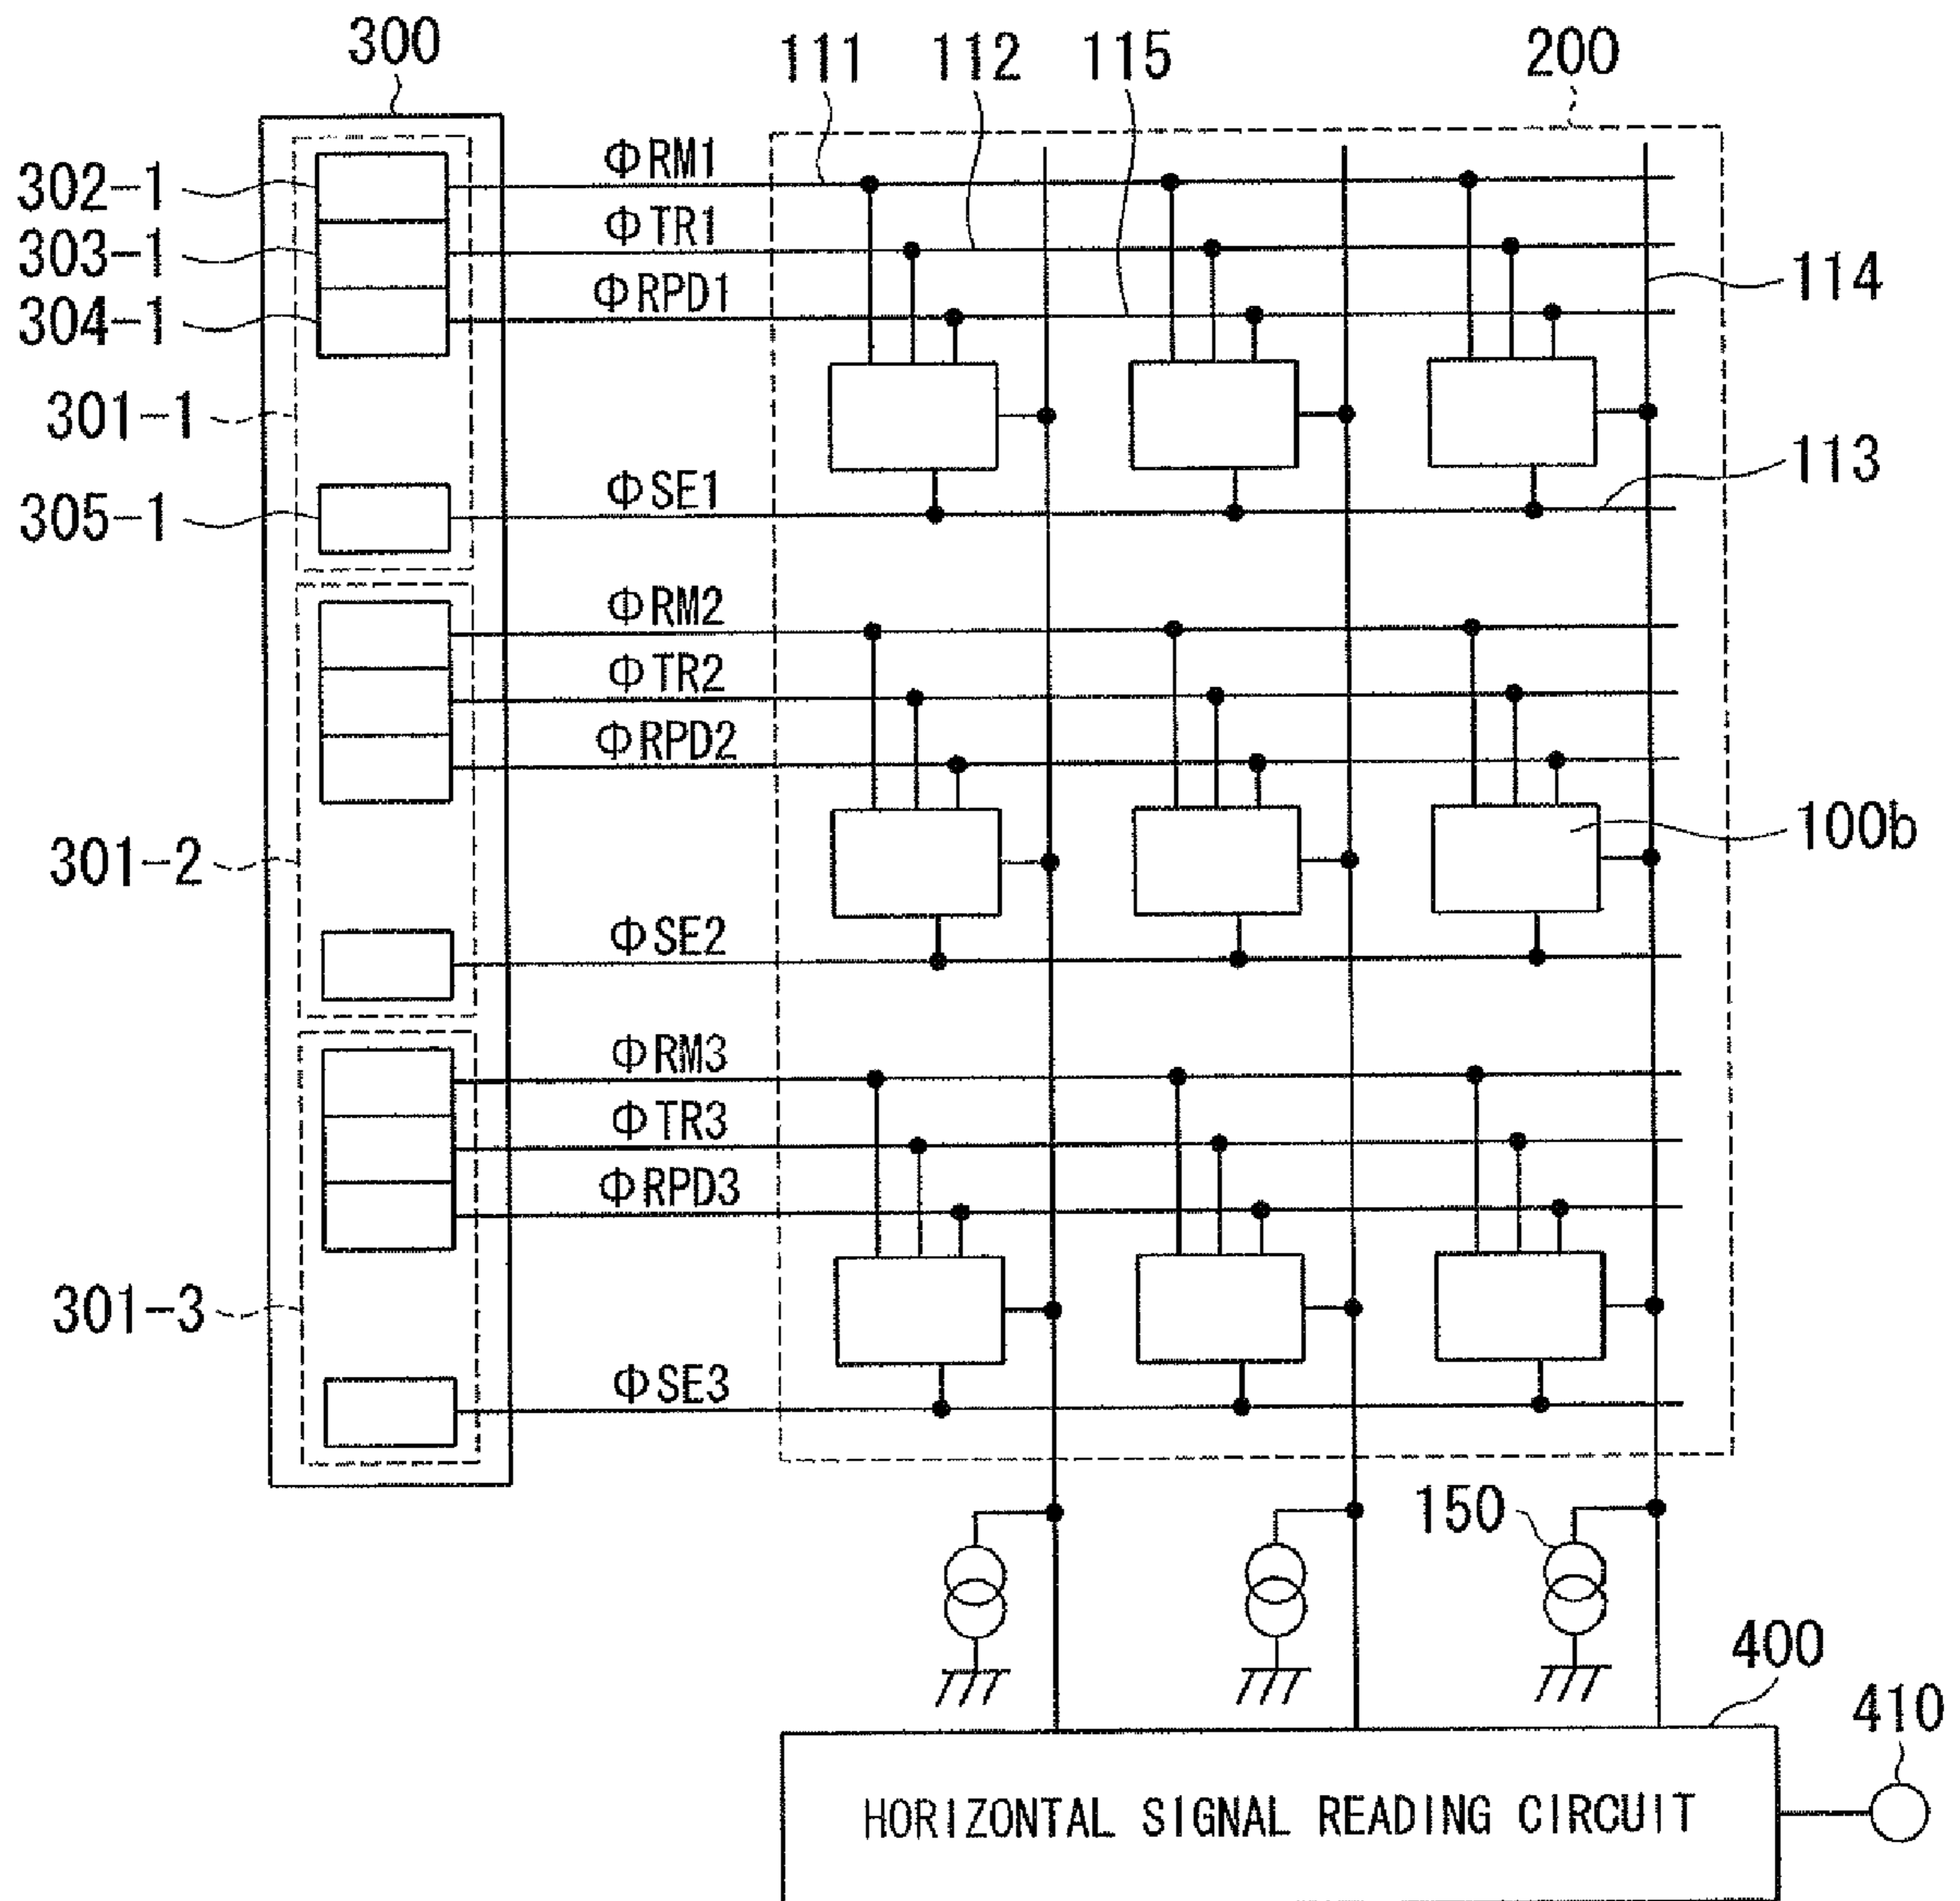 300
111
112
115
200
302-1
ΦRM1
303-1
ΦTR1
304-1
ΦRPD1
114
301-1
113
305-1
ΦSE1
ΦRM2
ΦTR2
ΦRPD2
100b
301-2
ΦSE2
ΦRM3
ΦTR3
ΦRPD3
301-3
ΦSE3
150
400
410
HORIZONTAL SIGNAL READING CIRCUIT